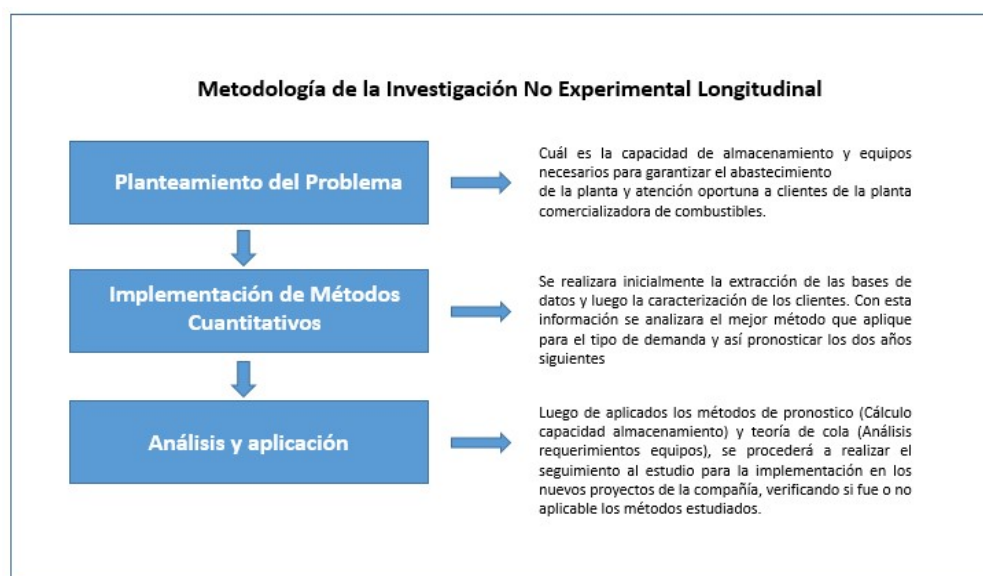 Metodología de la Investigación No Experimental Longitudinal
Planteamiento del Problema
Cuál es la capacidad de almacenamiento y equipos
necesarios para garantizar el abastecimiento
de la planta y atención oportuna a clientes de la planta
comercializadora de combustibles.
Implementación de Métodos
Cuantitativos
Se realizara inicialmente la extracción de las bases de
datos y luego la caracterización de los clientes. Con esta
información se analizara el mejor método que aplique
para el tipo de demanda y así pronosticar los dos años
siguientes
Análisis y aplicación
Luego de aplicados los métodos de pronostico (Cálculo
capacidad almacenamiento) y teoría de cola (Análisis
requerimientos equipos), se procederá a realizar el
seguimiento al estudio para la implementación en los
nuevos proyectos de la compañía, verificando si fue o no
aplicable los métodos estudiados.